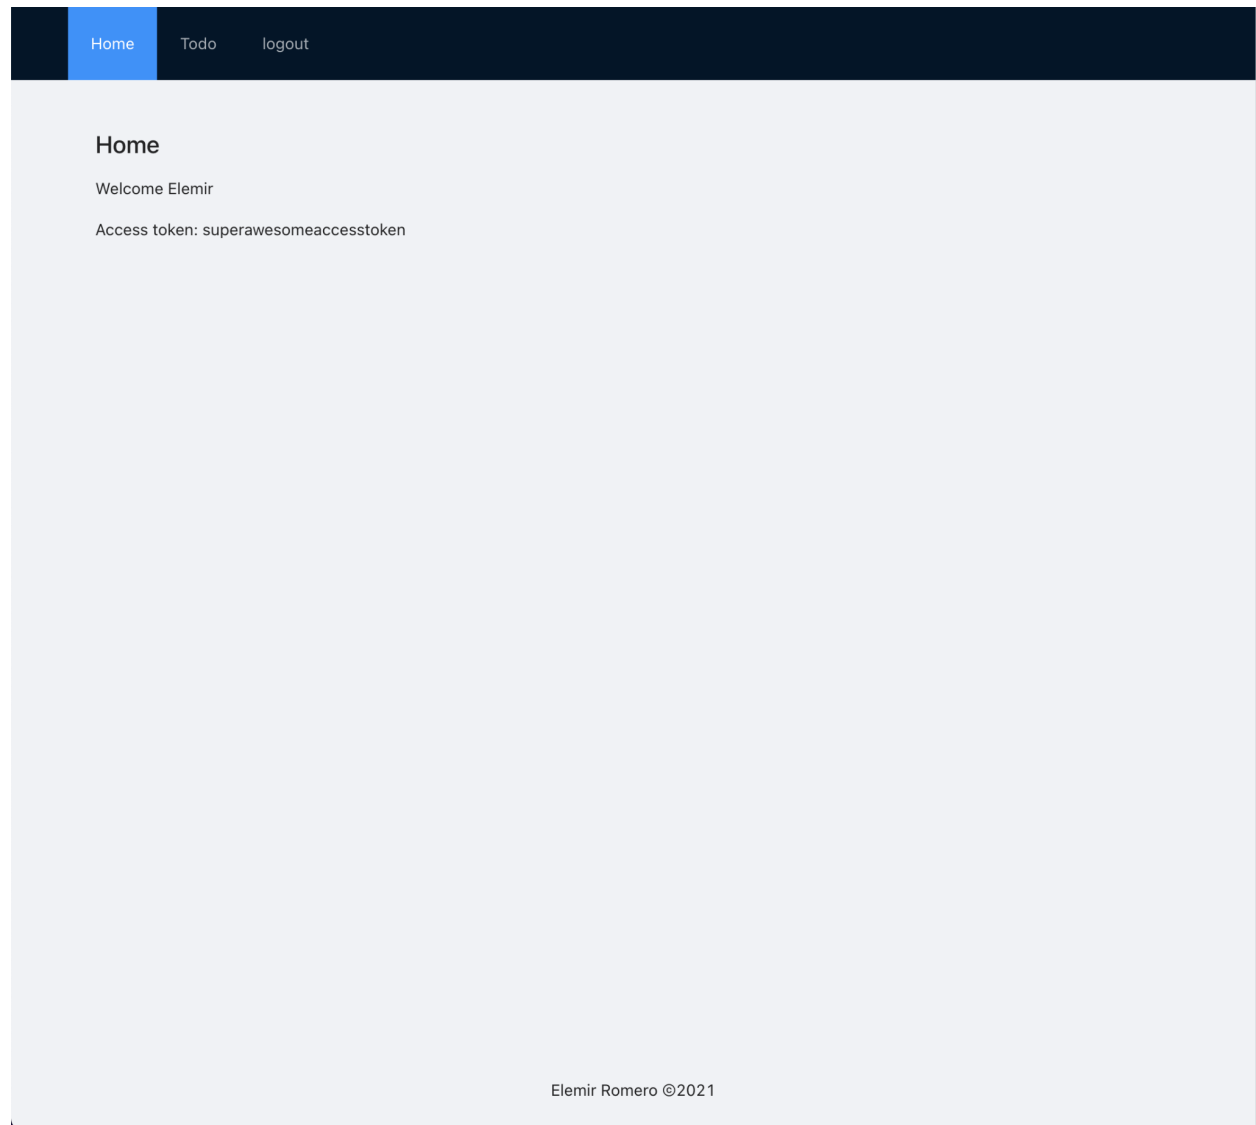 Home Todo logout
Home
Welcome Elemir
Access token: superawesomeaccesstoken
Elemir Romero ©2021